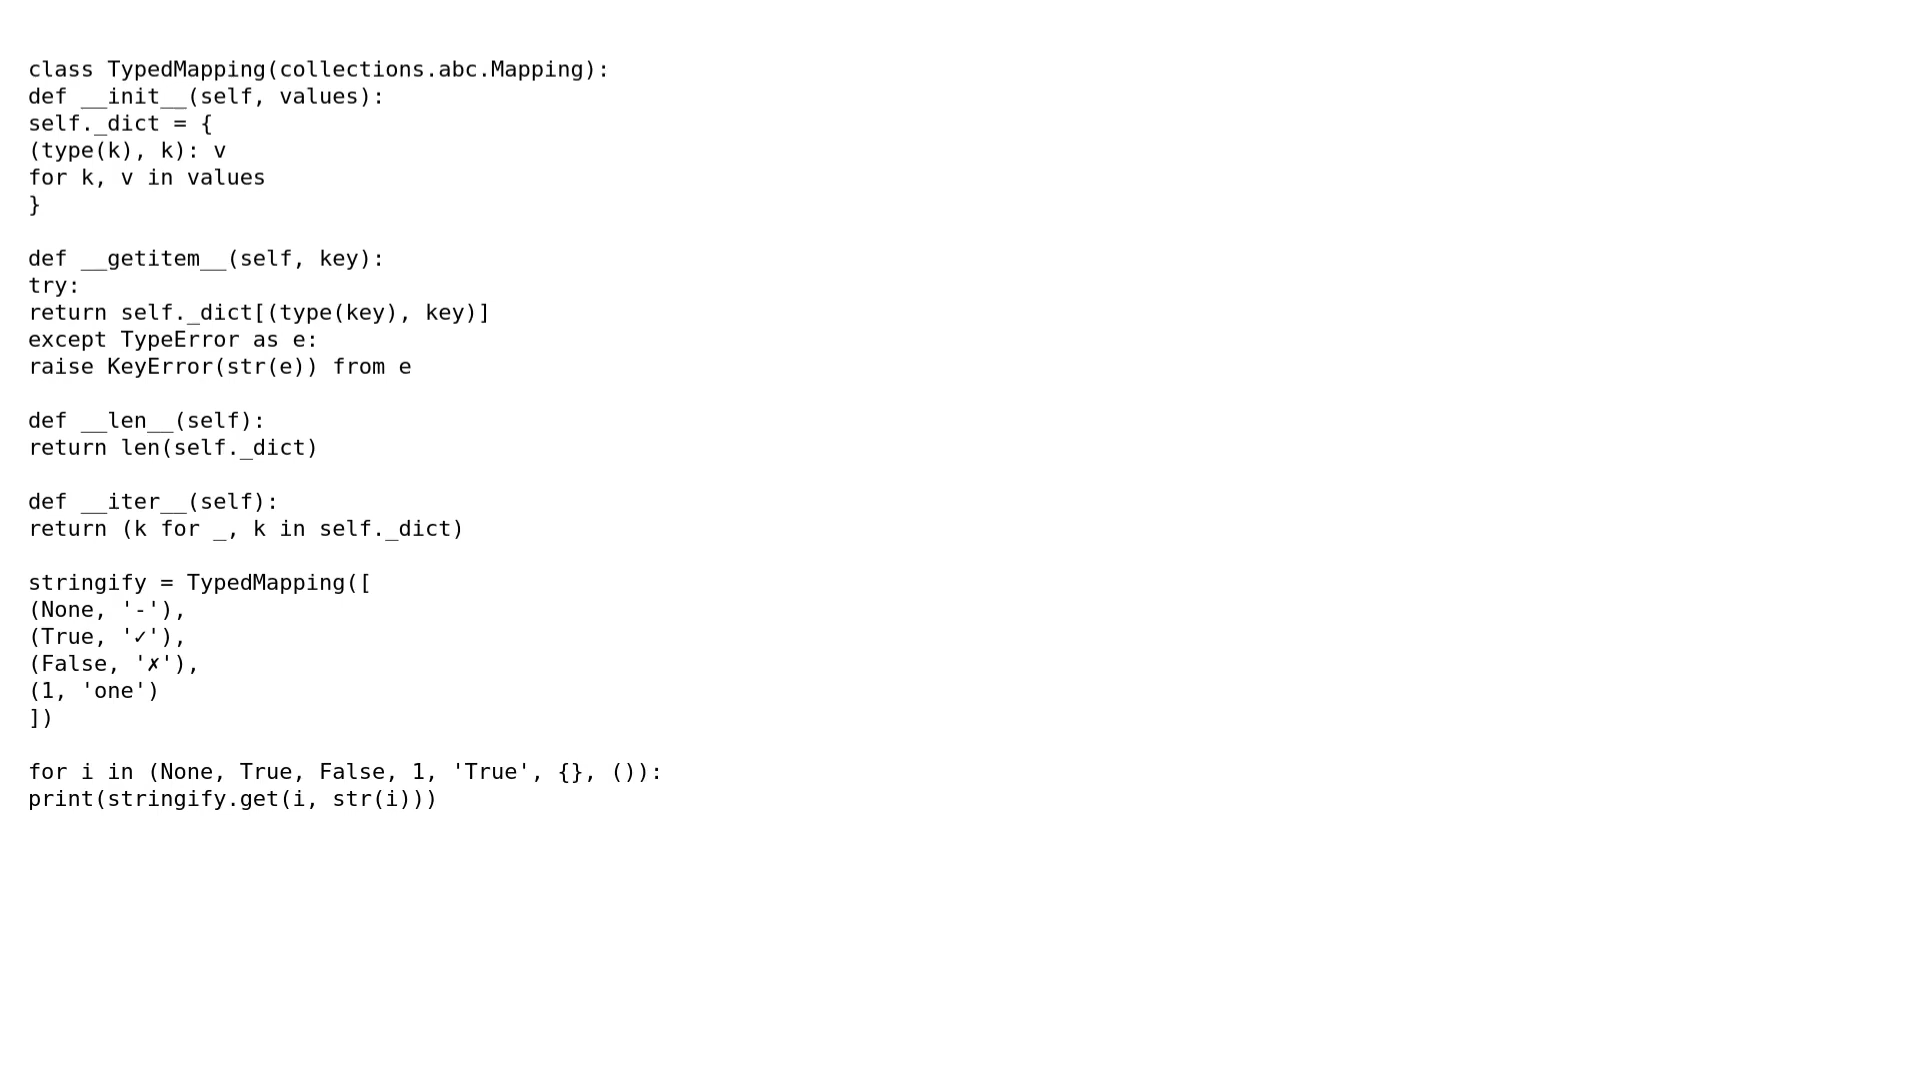 class TypedMapping(collections.abc.Mapping):
def __init__(self, values):
self._dict = {
(type(k), k): v
for k, v in values
}

def __getitem__(self, key):
try:
return self._dict[(type(key), key)]
except TypeError as e:
raise KeyError(str(e)) from e

def __len__(self):
return len(self._dict)

def __iter__(self):
return (k for _, k in self._dict)

stringify = TypedMapping([
(None, '-'),
(True, '✓'),
(False, '✗'),
(1, 'one')
])

for i in (None, True, False, 1, 'True', {}, ()):
print(stringify.get(i, str(i)))